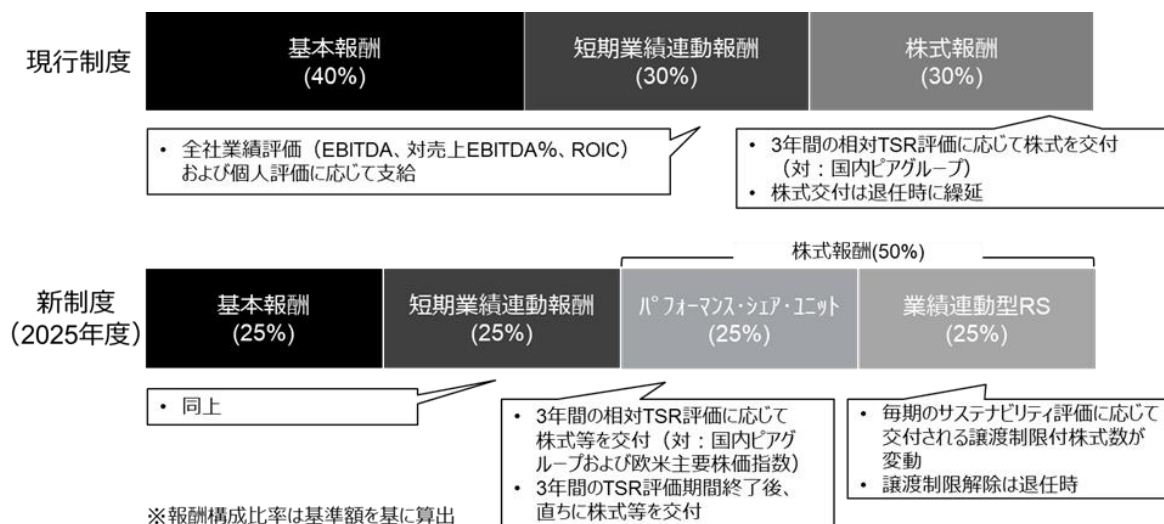 現行制度
基本報酬
(40%)
短期業績連動報酬
(30%)
株式報酬
(30%)
• 全社業績評価（EBITDA、対売上EBITDA%、ROIC）
および個人評価に応じて支給
• 3年間の相対TSR評価に応じて株式を交付
（対：国内ピアグループ）
• 株式交付は退任時に繰延
株式報酬(50%)
新制度
（2025年度）
基本報酬
(25%)
短期業績連動報酬
(25%)
ﾊﾟﾌｫｰﾏﾝｽ・ｼｪｱ・ﾕﾆｯﾄ
(25%)
業績連動型RS
(25%)
• 同上
• 3年間の相対TSR評価に応じて
株式等を交付（対：国内ピアグ
ループおよび欧米主要株価指数）
• 3年間のTSR評価期間終了後、
直ちに株式等を交付
• 毎期のサステナビリティ評価に応じて
交付される譲渡制限付株式数が
変動
• 譲渡制限解除は退任時
※報酬構成比率は基準額を基に算出